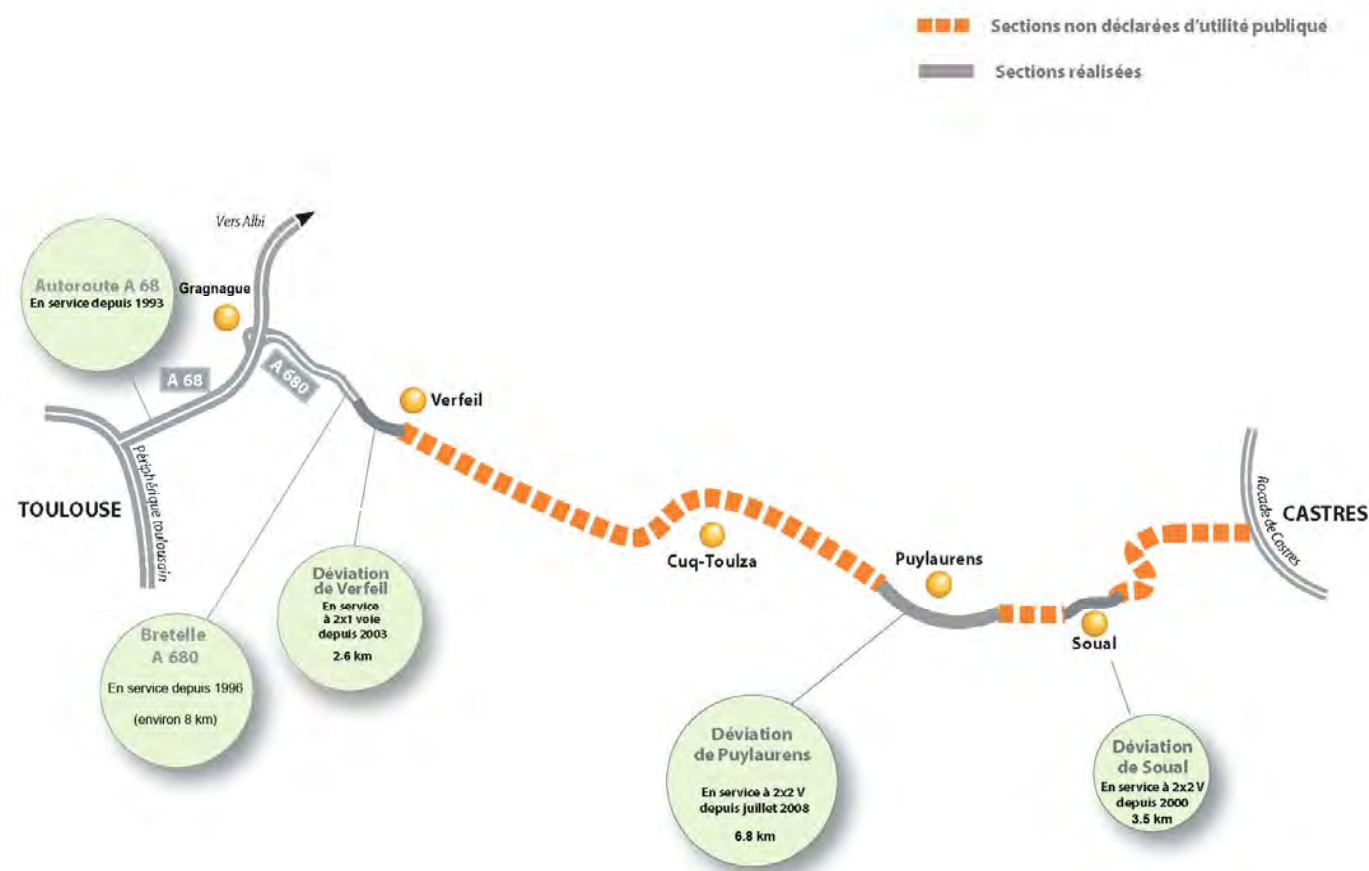 Sections non déclarées d'utilité publique
Sections réalisées
Vers Albi
Autoroute A 68
En service depuis 1993
Gragnague
A 68
A 680
Verfeil
Périphérique toulousain
TOULOUSE
Rocade de Castres
CASTRES
Cuq-Toulza
Puylaurens
Soual
Déviation
de Verfeil
En service
à 2x1 voie
depuis 2003
2.6 km
Bretelle
A 680
En service depuis 1996
(environ 8 km)
Déviation
de Puylaurens
En service à 2x2 V
depuis juillet 2008
6.8 km
Déviation
de Soual
En service à 2x2 V
depuis 2000
3.5 km